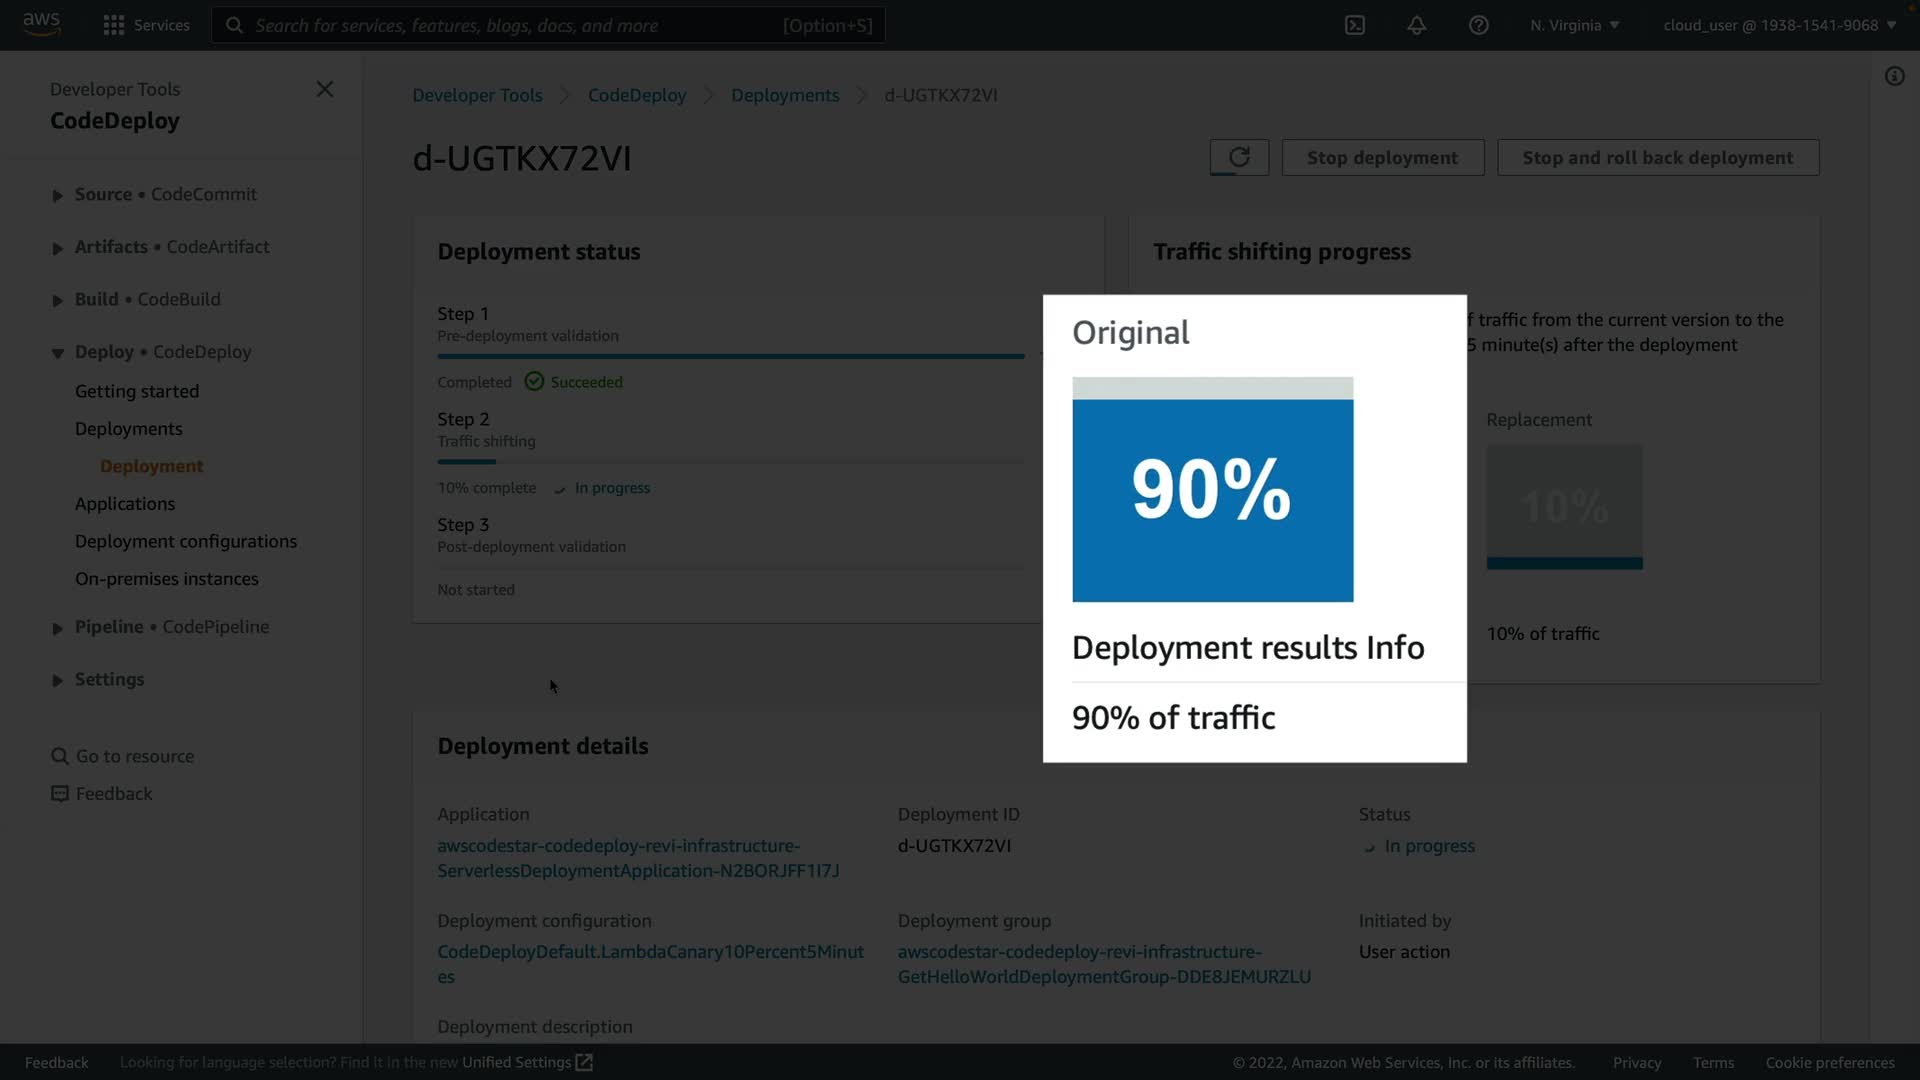 aws
Services
Search for services, features, blogs, docs, and more
[Option+S]
N. Virginia
cloud_user @ 1938-1541-9068
Developer Tools
CodeDeploy
Source • CodeCommit
Artifacts • CodeArtifact
Build • CodeBuild
Deploy • CodeDeploy
Getting started
Deployments
Deployment
Applications
Deployment configurations
On-premises instances
Pipeline • CodePipeline
Settings
Go to resource
Feedback
Developer Tools
CodeDeploy
Deployments
d-UGTKX72VI
d-UGTKX72VI
Stop deployment
Stop and roll back deployment
Deployment status
Step 1
Pre-deployment validation
Completed
Succeeded
Step 2
Traffic shifting
10% complete
In progress
Step 3
Post-deployment validation
Not started
Traffic shifting progress
f traffic from the current version to the
5 minute(s) after the deployment
Original
90%
Deployment results Info
90% of traffic
Replacement
10%
10% of traffic
Deployment details
Application
awscodestar-codedeploy-revi-infrastructure-
ServerlessDeploymentApplication-N2BORJFF1I7J
Deployment ID
d-UGTKX72VI
Status
In progress
Deployment configuration
CodeDeployDefault.LambdaCanary10Percent5Minut
es
Deployment group
awscodestar-codedeploy-revi-infrastructure-
GetHelloWorldDeploymentGroup-DDE8JEMURZLU
Initiated by
User action
Deployment description
Feedback
Looking for language selection? Find it in the new Unified Settings
© 2022, Amazon Web Services, Inc. or its affiliates.
Privacy
Terms
Cookie preferences